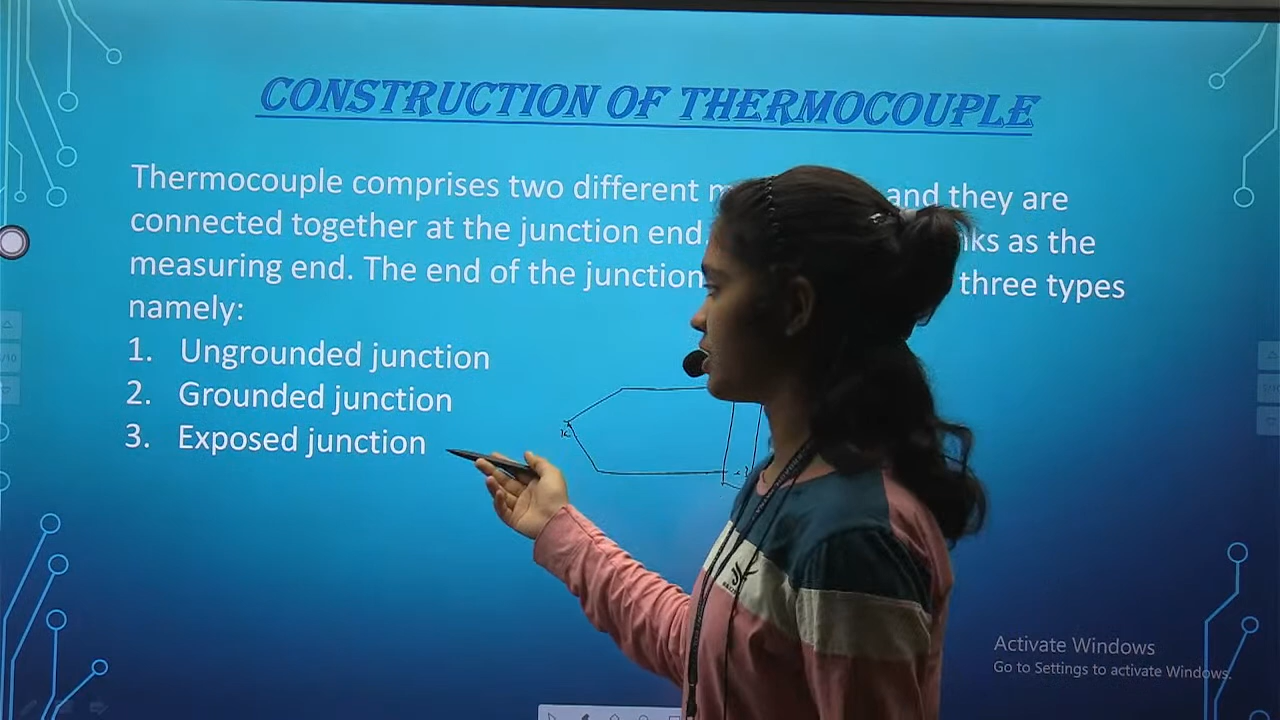 CONSTRUCTION OF THERMOCOUPLE
Thermocouple comprises two different and they are
connected together at the junction end as the
measuring end. The end of the junction three types
namely:
1. Ungrounded junction
2. Grounded junction
3. Exposed junction
Activate Windows
Go to Settings to activate Windows.